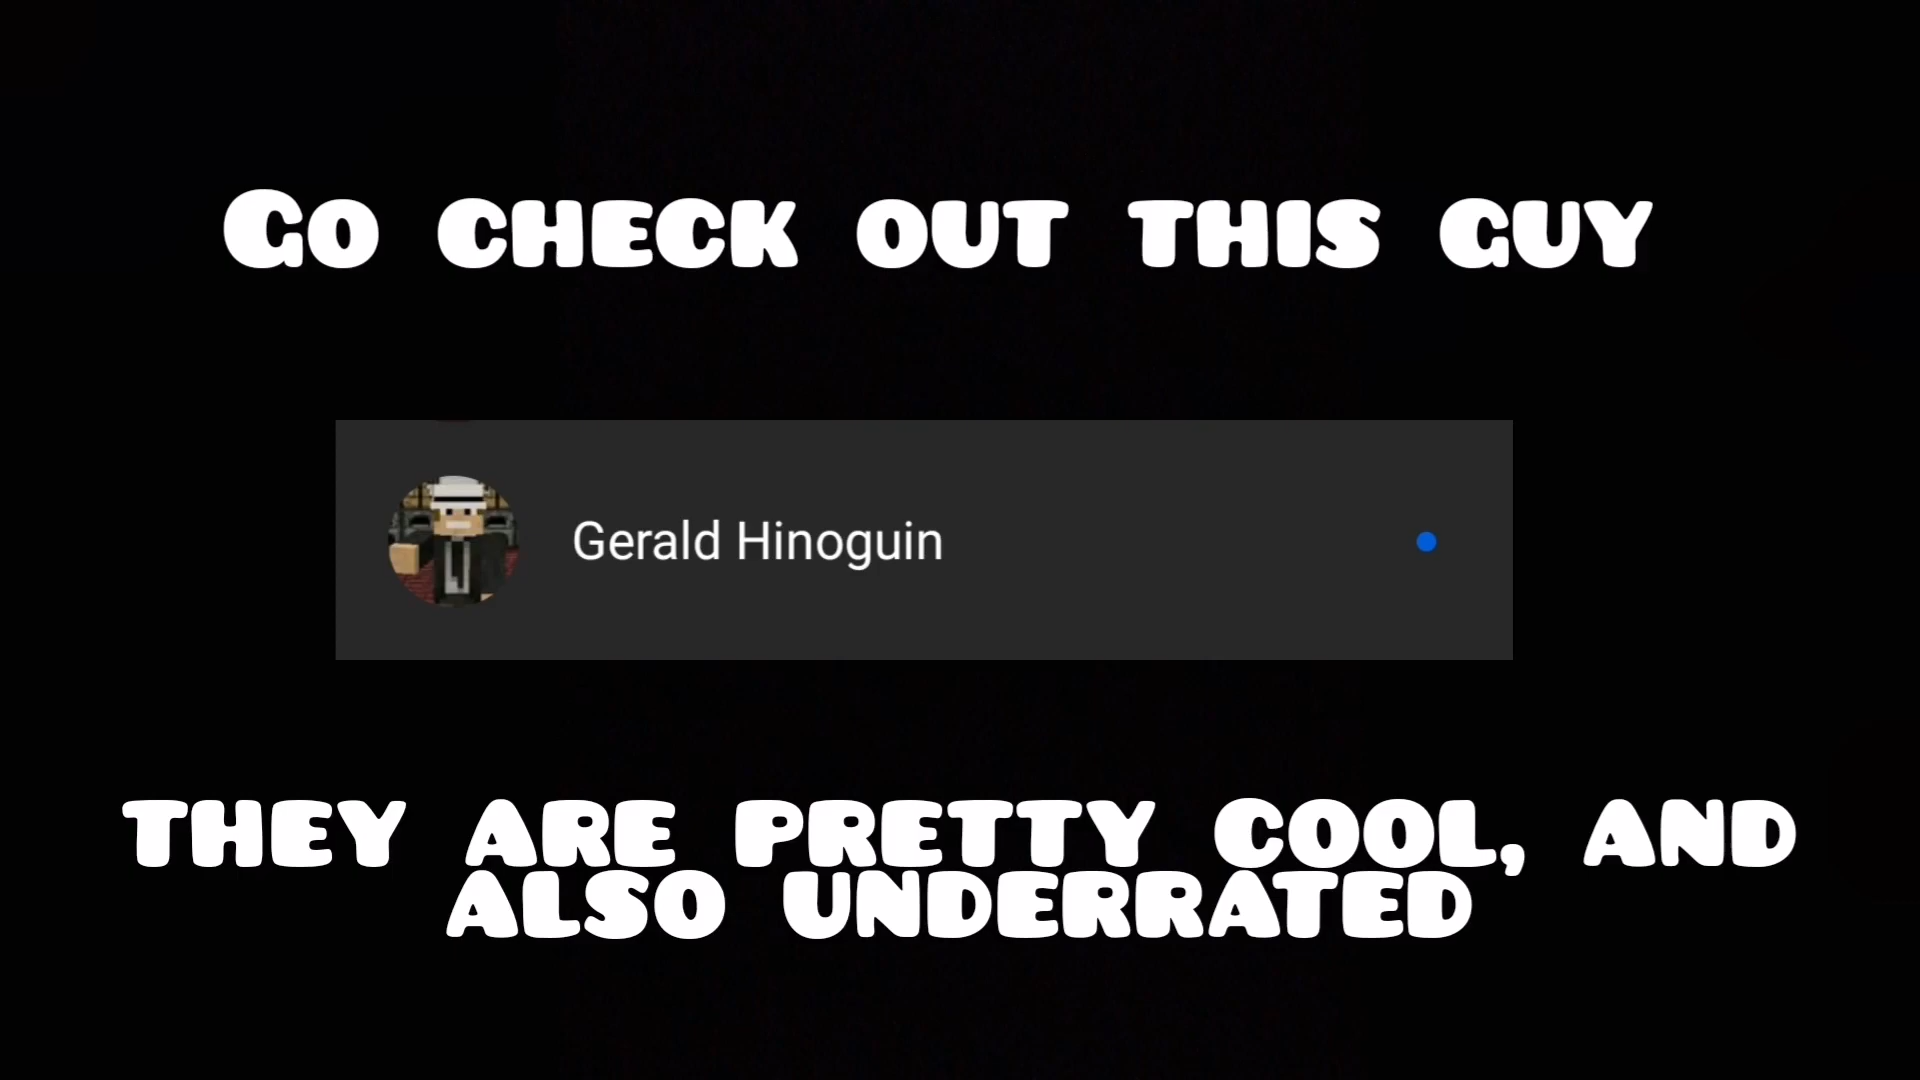 Go check out this guy
Gerald Hinoguin
they are pretty cool, and
also underrated